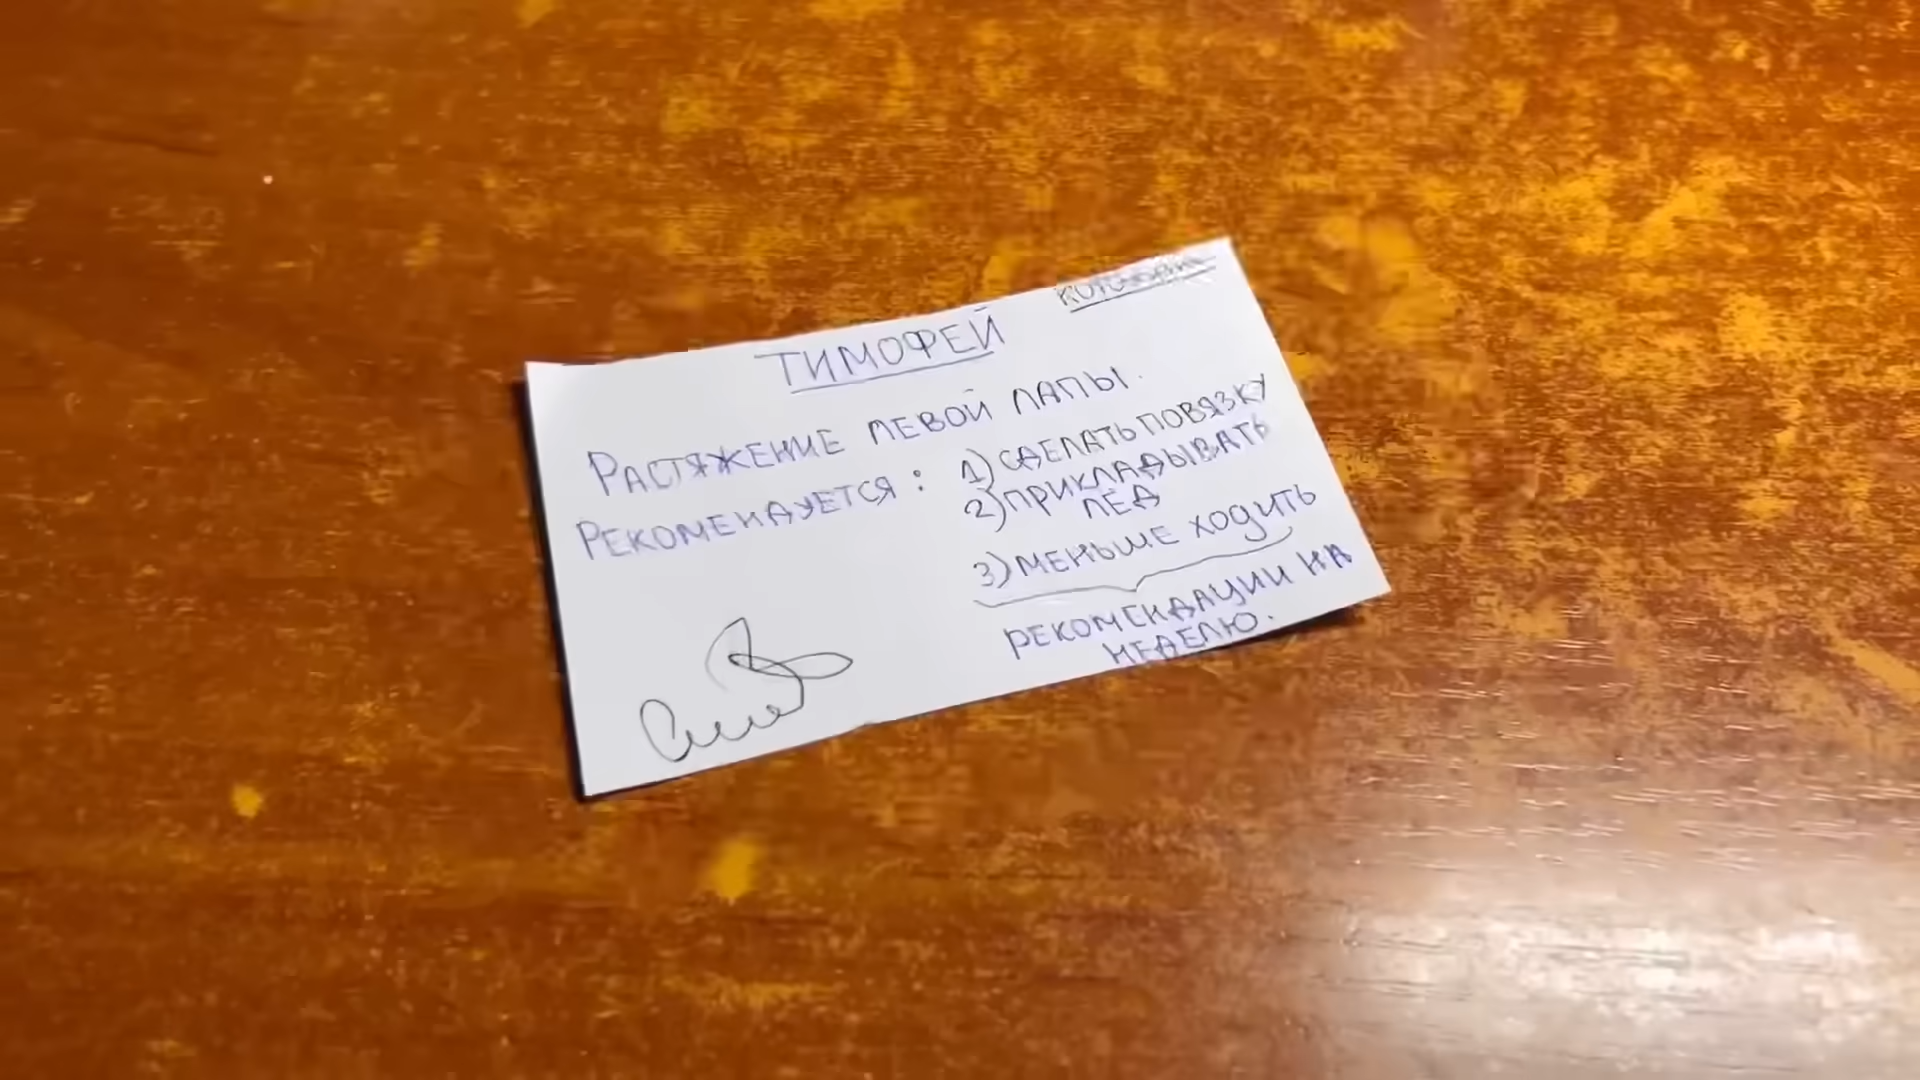 ТИМОФЕЙ
РАСТЯЖЕНИЕ ЛЕВОЙ ЛАПЫ.
РЕКОМЕНДУЕТСЯ: 1) СДЕЛАТЬ ПОВЯЗКУ
2) ПРИКЛАДЫВАТЬ
ЛЕД
3) МЕНЬШЕ ХОДИТЬ
РЕКОМЕНДАЦИИ НА
НЕДЕЛЮ.